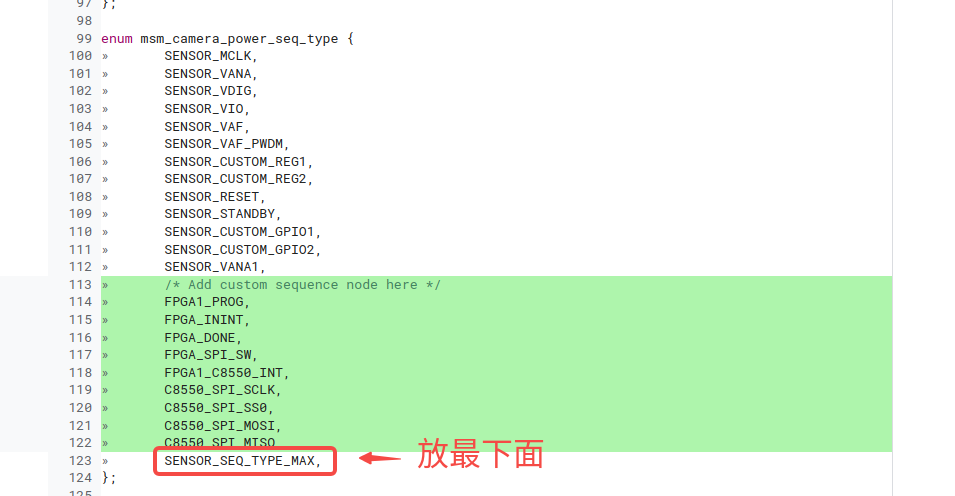 97 };
98
99 enum msm_camera_power_seq_type {
100 » SENSOR_MCLK,
101 » SENSOR_VANA,
102 » SENSOR_VDIG,
103 » SENSOR_VIO,
104 » SENSOR_VAF,
105 » SENSOR_VAF_PWDM,
106 » SENSOR_CUSTOM_REG1,
107 » SENSOR_CUSTOM_REG2,
108 » SENSOR_RESET,
109 » SENSOR_STANDBY,
110 » SENSOR_CUSTOM_GPIO1,
111 » SENSOR_CUSTOM_GPIO2,
112 » SENSOR_VANA1,
113 » /* Add custom sequence node here */
114 » FPGA1_PROG,
115 » FPGA_ININT,
116 » FPGA_DONE,
117 » FPGA_SPI_SW,
118 » FPGA1_C8550_INT,
119 » C8550_SPI_SCLK,
120 » C8550_SPI_SS0,
121 » C8550_SPI_MOSI,
122 » C8550_SPI_MISO
123 » SENSOR_SEQ_TYPE_MAX, 放最下面
124 };
125